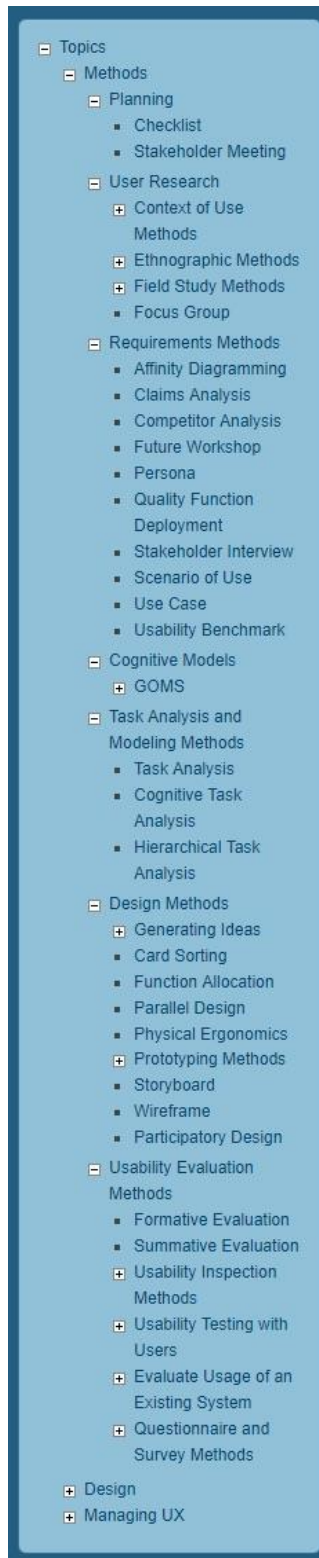 Topics
Methods
Planning
Checklist
Stakeholder Meeting
User Research
Context of Use
Methods
Ethnographic Methods
Field Study Methods
Focus Group
Requirements Methods
Affinity Diagramming
Claims Analysis
Competitor Analysis
Future Workshop
Persona
Quality Function
Deployment
Stakeholder Interview
Scenario of Use
Use Case
Usability Benchmark
Cognitive Models
GOMS
Task Analysis and
Modeling Methods
Task Analysis
Cognitive Task
Analysis
Hierarchical Task
Analysis
Design Methods
Generating Ideas
Card Sorting
Function Allocation
Parallel Design
Physical Ergonomics
Prototyping Methods
Storyboard
Wireframe
Participatory Design
Usability Evaluation
Methods
Formative Evaluation
Summative Evaluation
Usability Inspection
Methods
Usability Testing with
Users
Evaluate Usage of an
Existing System
Questionnaire and
Survey Methods
Design
Managing UX